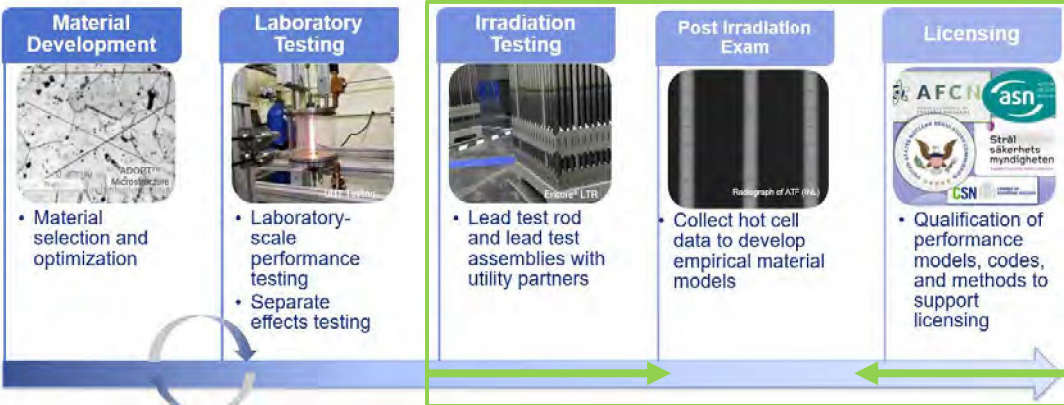 Material
Development
Laboratory
Testing
Irradiation
Testing
Post Irradiation
Exam
Licensing
ADOPT™
Microstructure
Testing
Encore® LTR
Radiograph of ATF (INL)
AFCN
asn
Strål
säkerhets
myndigheten
CSN
• Material
selection and
optimization
• Laboratory-
scale
performance
testing
• Separate
effects testing
• Lead test rod
and lead test
assemblies with
utility partners
• Collect hot cell
data to develop
empirical material
models
• Qualification of
performance
models, codes,
and methods to
support
licensing